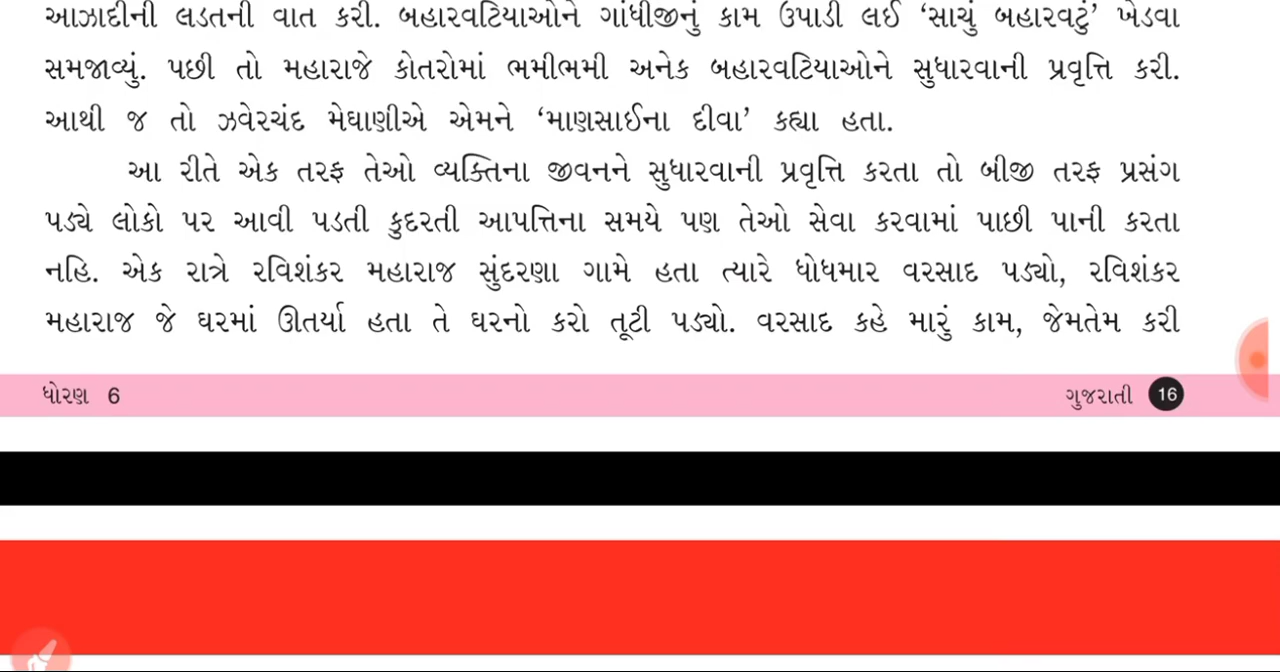 આઝાદીની લડતની વાત કરી. બહારવટિયાઓને ગાંધીજીનું કામ ઉપાડી લઈ ‘સાચું બહારવટું’ ખેડવા
સમજાવ્યું. પછી તો મહારાજે કોતરોમાં ભમીભમી અનેક બહારવટિયાઓને સુધારવાની પ્રવૃત્તિ કરી.
આથી જ તો ઝવેરચંદ મેઘાણીએ એમને ‘માણસાઈના દીવા’ કહ્યા હતા.
આ રીતે એક તરફ તેઓ વ્યક્તિના જીવનને સુધારવાની પ્રવૃત્તિ કરતા તો બીજી તરફ પ્રસંગ
પડ્યે લોકો પર આવી પડતી કુદરતી આપત્તિના સમયે પણ તેઓ સેવા કરવામાં પાછી પાની કરતા
નહિ. એક રાત્રે રવિશંકર મહારાજ સુંદરણા ગામે હતા ત્યારે ધોધમાર વરસાદ પડ્યો, રવિશંકર
મહારાજ જે ઘરમાં ઊતર્યા હતા તે ઘરનો કરો તૂટી પડ્યો. વરસાદ કહે મારું કામ, જેમતેમ કરી
ધોરણ 6
ગુજરાતી 16